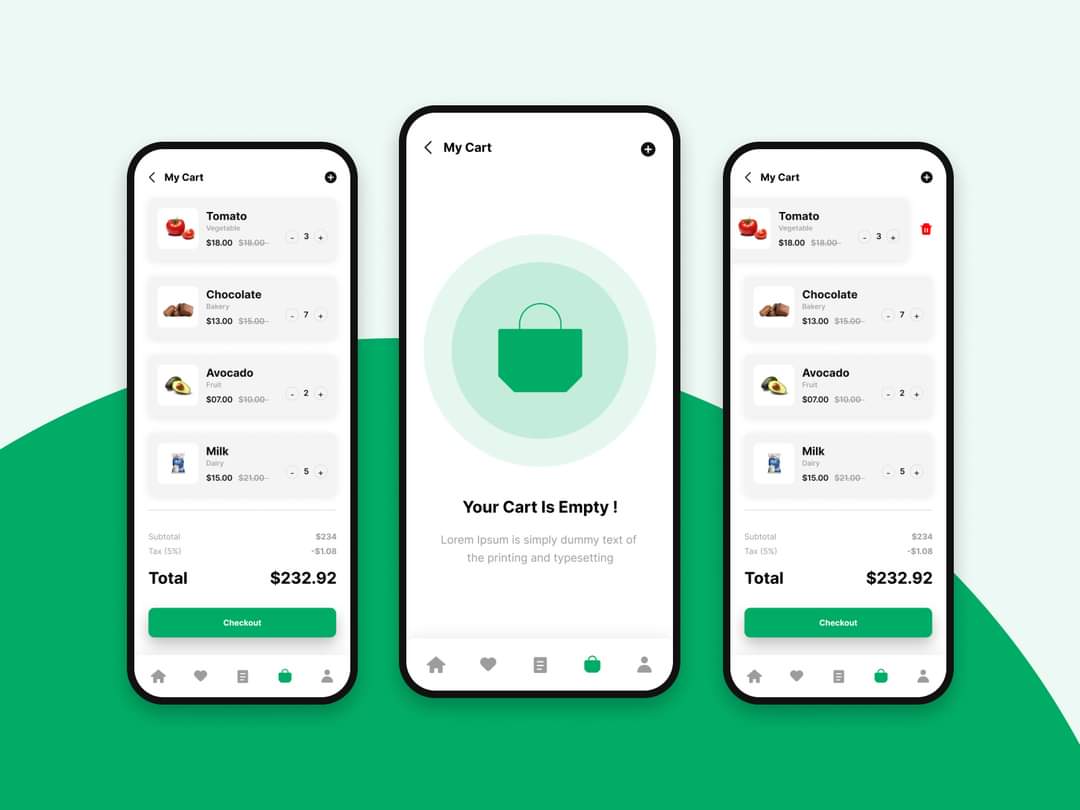 My Cart
Tomato
Vegetable
$18.00 $18.00
- 3 +
Chocolate
Bakery
$13.00 $15.00
- 7 +
Avocado
Fruit
$07.00 $10.00
- 2 +
Milk
Dairy
$15.00 $21.00
- 5 +
Subtotal $234
Tax (5%) -$1.08
Total $232.92
Checkout
My Cart
Your Cart Is Empty !
Lorem Ipsum is simply dummy text of
the printing and typesetting
My Cart
Tomato
Vegetable
$18.00 $18.00
- 3 +
Chocolate
Bakery
$13.00 $15.00
- 7 +
Avocado
Fruit
$07.00 $10.00
- 2 +
Milk
Dairy
$15.00 $21.00
- 5 +
Subtotal $234
Tax (5%) -$1.08
Total $232.92
Checkout